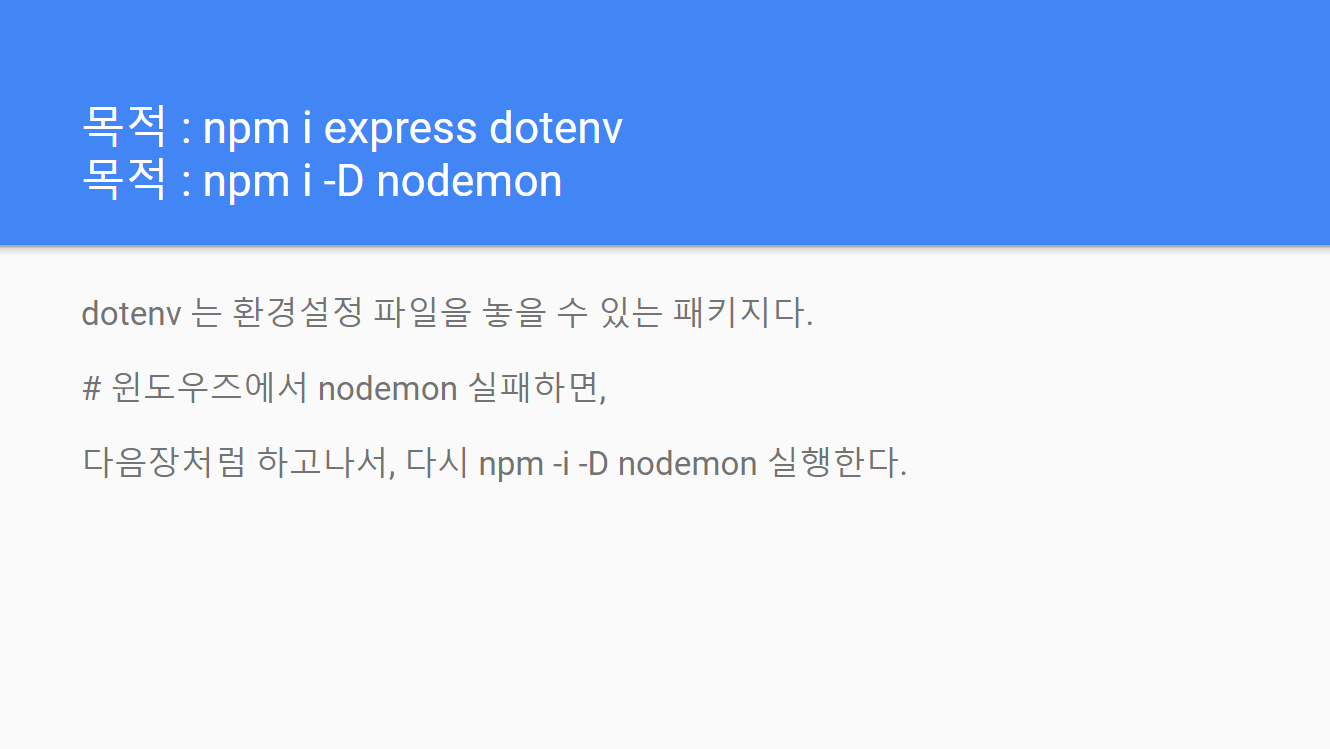 목적 : npm i express dotenv
목적 : npm i -D nodemon
dotenv 는 환경설정 파일을 놓을 수 있는 패키지다.
# 윈도우즈에서 nodemon 실패하면,
다음장처럼 하고나서, 다시 npm -i -D nodemon 실행한다.